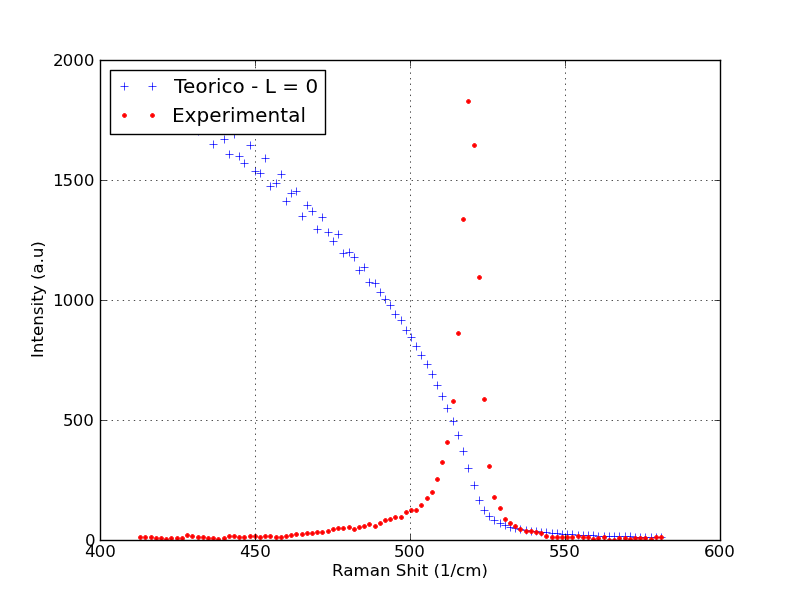 2000
1500
1000
500
0
400
450
500
550
600
Teorico - L = 0
Experimental
Intensity (a.u)
Raman Shit (1/cm)